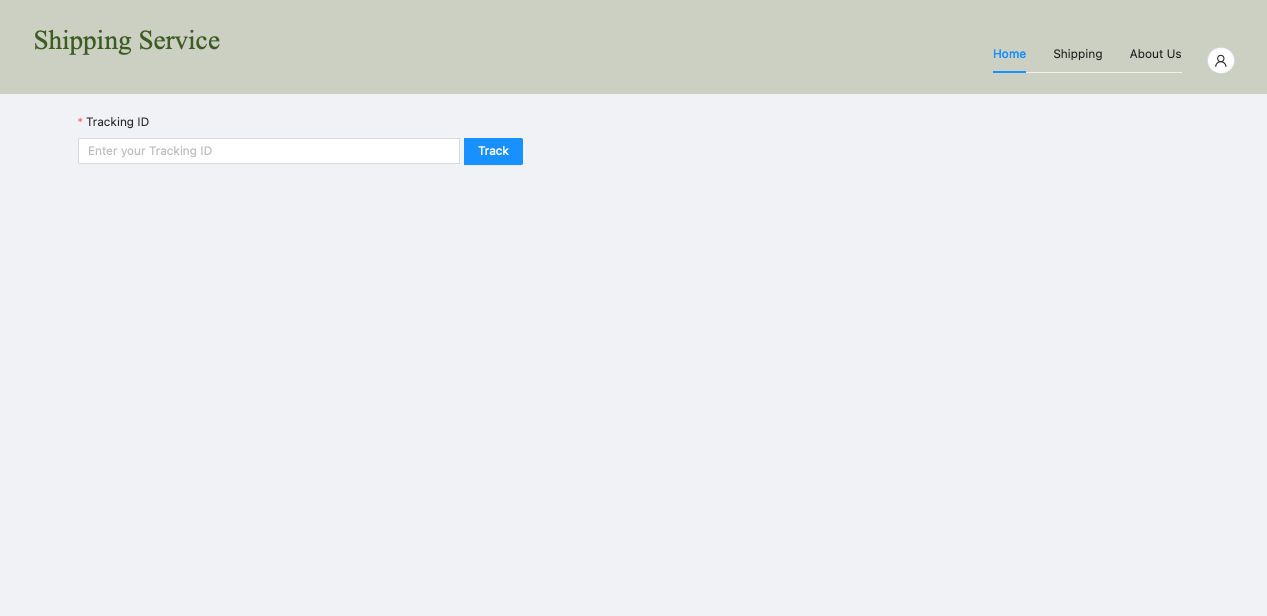 Shipping Service
Home Shipping About Us
* Tracking ID
Enter your Tracking ID Track